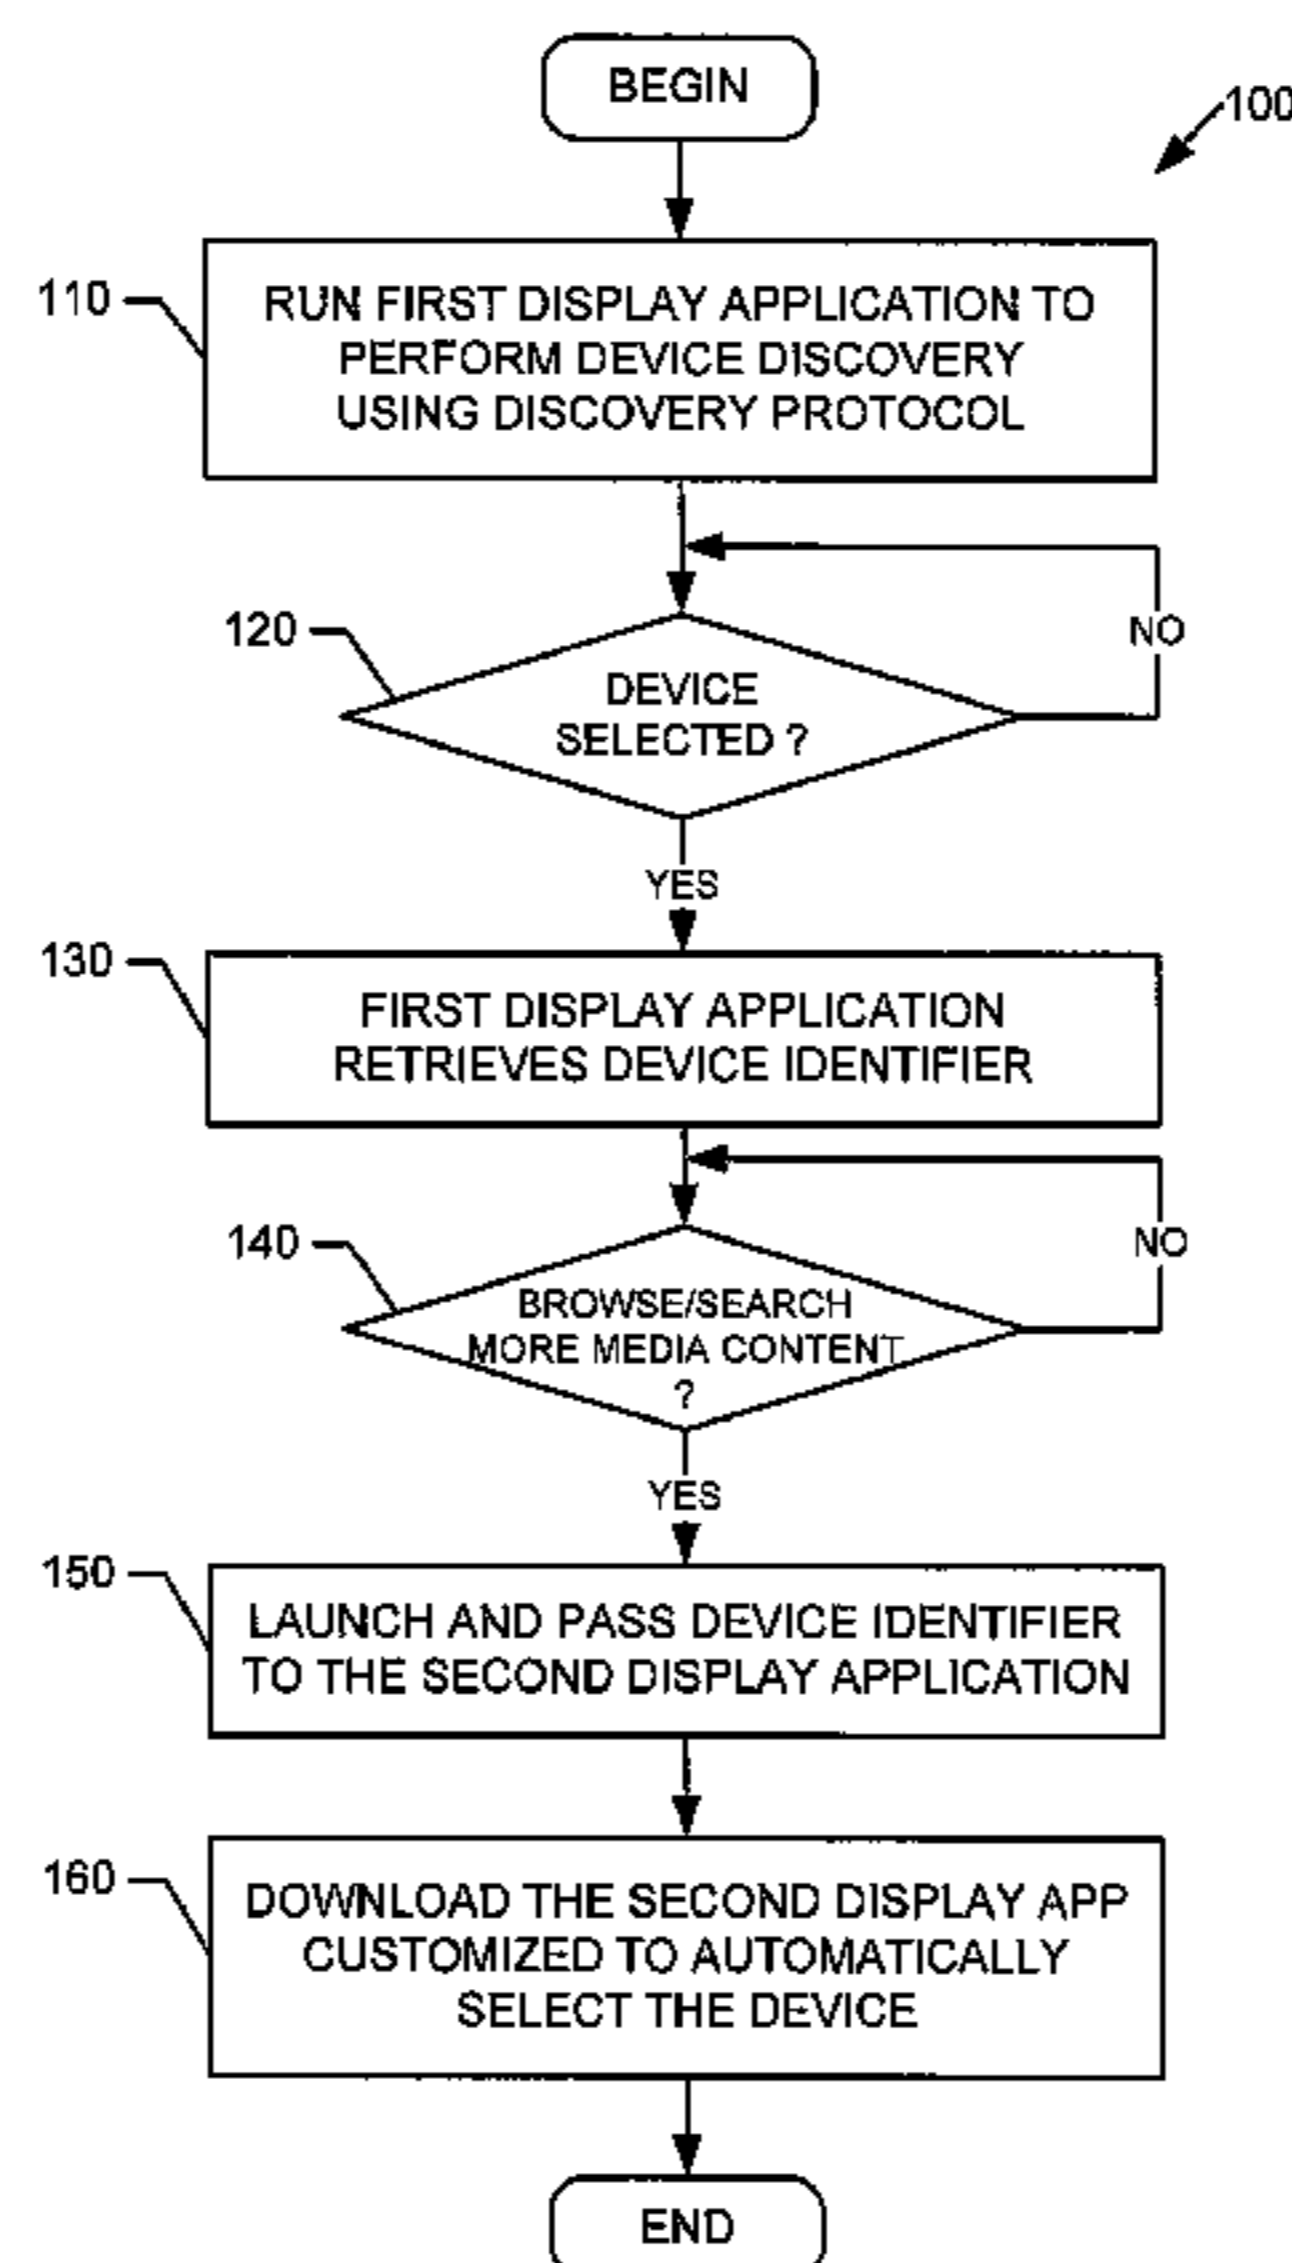 BEGIN
100
110
RUN FIRST DISPLAY APPLICATION TO
PERFORM DEVICE DISCOVERY
USING DISCOVERY PROTOCOL
120
NO
DEVICE
SELECTED ?
YES
130
FIRST DISPLAY APPLICATION
RETRIEVES DEVICE IDENTIFIER
140
NO
BROWSE/SEARCH
MORE MEDIA CONTENT
?
YES
150
LAUNCH AND PASS DEVICE IDENTIFIER
TO THE SECOND DISPLAY APPLICATION
160
DOWNLOAD THE SECOND DISPLAY APP
CUSTOMIZED TO AUTOMATICALLY
SELECT THE DEVICE
END